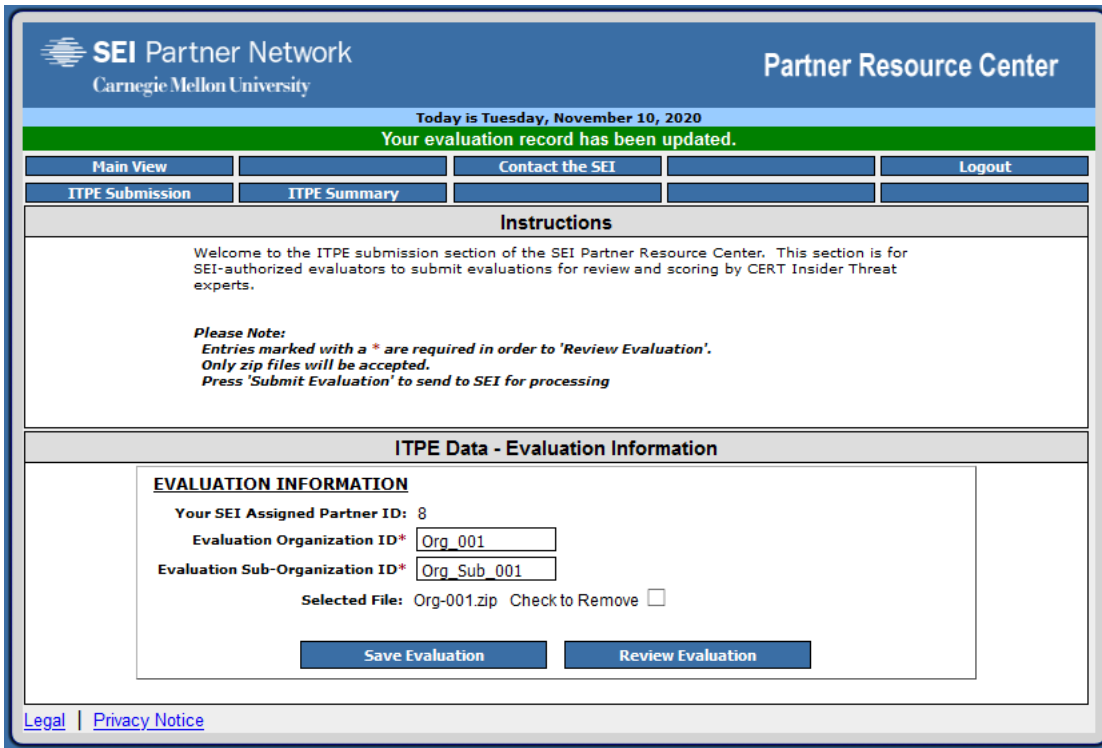 SEI Partner Network
Carnegie Mellon University
Partner Resource Center
Today is Tuesday, November 10, 2020
Your evaluation record has been updated.
Main View Contact the SEI Logout
ITPE Submission ITPE Summary
Instructions
Welcome to the ITPE submission section of the SEI Partner Resource Center. This section is for
SEI-authorized evaluators to submit evaluations for review and scoring by CERT Insider Threat
experts.
Please Note:
Entries marked with a * are required in order to 'Review Evaluation'.
Only zip files will be accepted.
Press 'Submit Evaluation' to send to SEI for processing
ITPE Data - Evaluation Information
EVALUATION INFORMATION
Your SEI Assigned Partner ID: 8
Evaluation Organization ID* Org_001
Evaluation Sub-Organization ID* Org_Sub_001
Selected File: Org-001.zip Check to Remove
Save Evaluation Review Evaluation
Legal | Privacy Notice